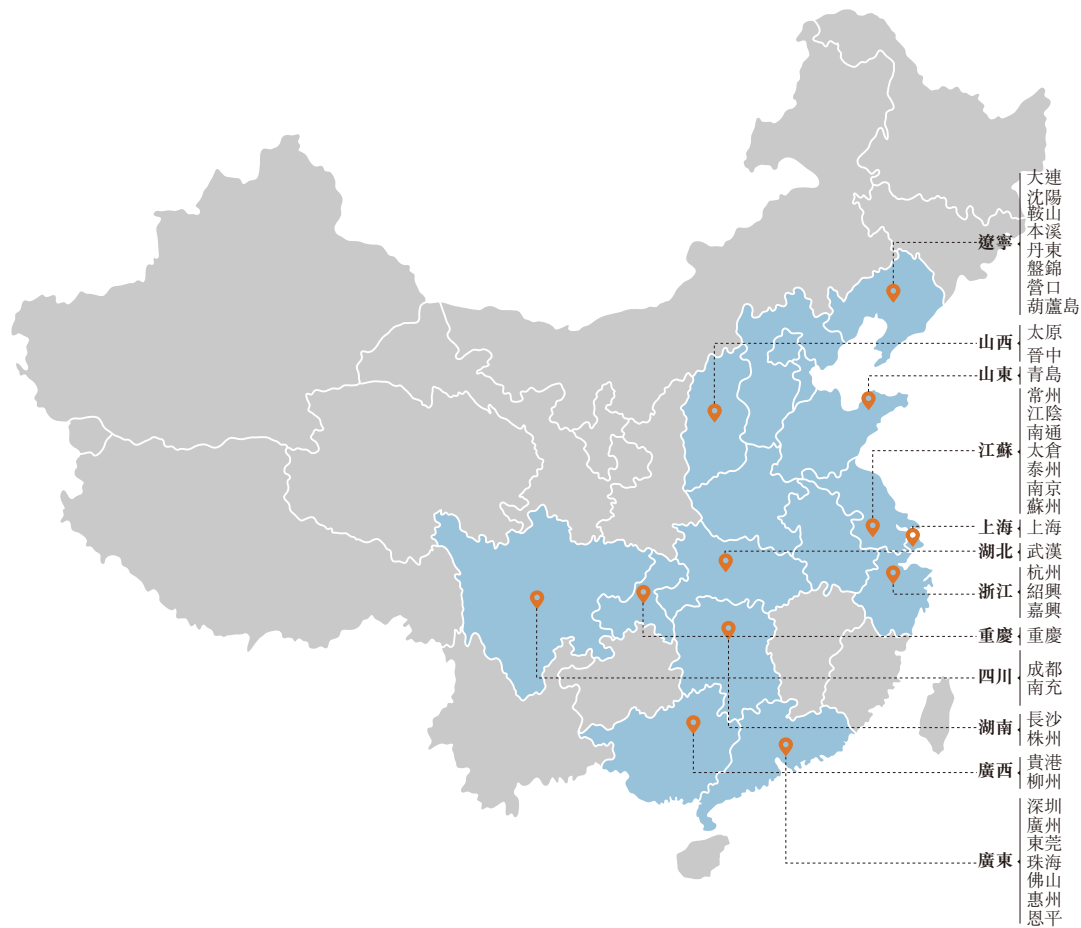 遼寧
大連
沈陽
鞍山
本溪
丹東
盤錦
營口
葫蘆島
山西
太原
晉中
山東
青島
江蘇
常州
江陰
南通
太倉
泰州
南京
蘇州
上海
上海
湖北
武漢
浙江
杭州
紹興
嘉興
重慶
重慶
四川
成都
南充
湖南
長沙
株州
廣西
貴港
柳州
廣東
深圳
廣州
東莞
珠海
佛山
惠州
恩平